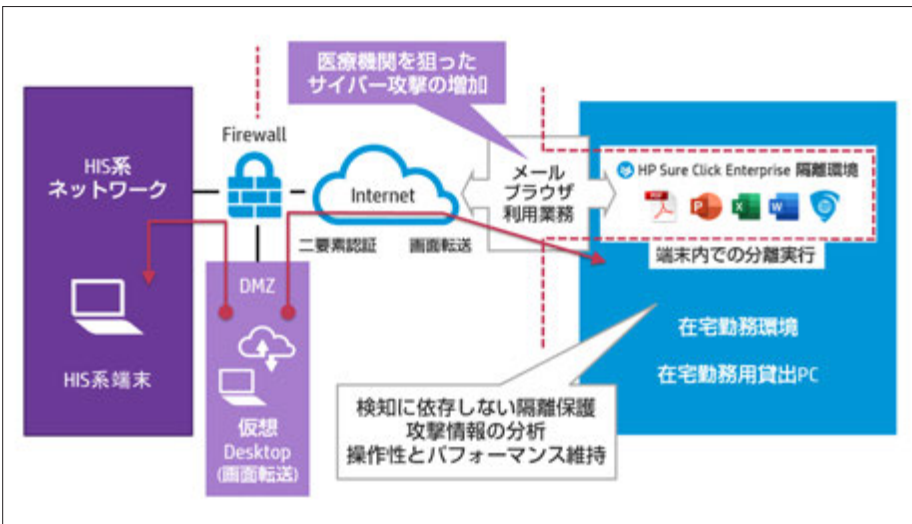 医療機関を狙った
サイバー攻撃の増加
HIS系
ネットワーク
HIS系端末
Firewall
Internet
二要素認証
画面転送
DMZ
仮想
Desktop
(画面転送)
メール
ブラウザ
利用業務
HP Sure Click Enterprise 隔離環境
PDF
P
X
W
端末内での分離実行
在宅勤務環境
在宅勤務用貸出PC
検知に依存しない隔離保護
攻撃情報の分析
操作性とパフォーマンス維持